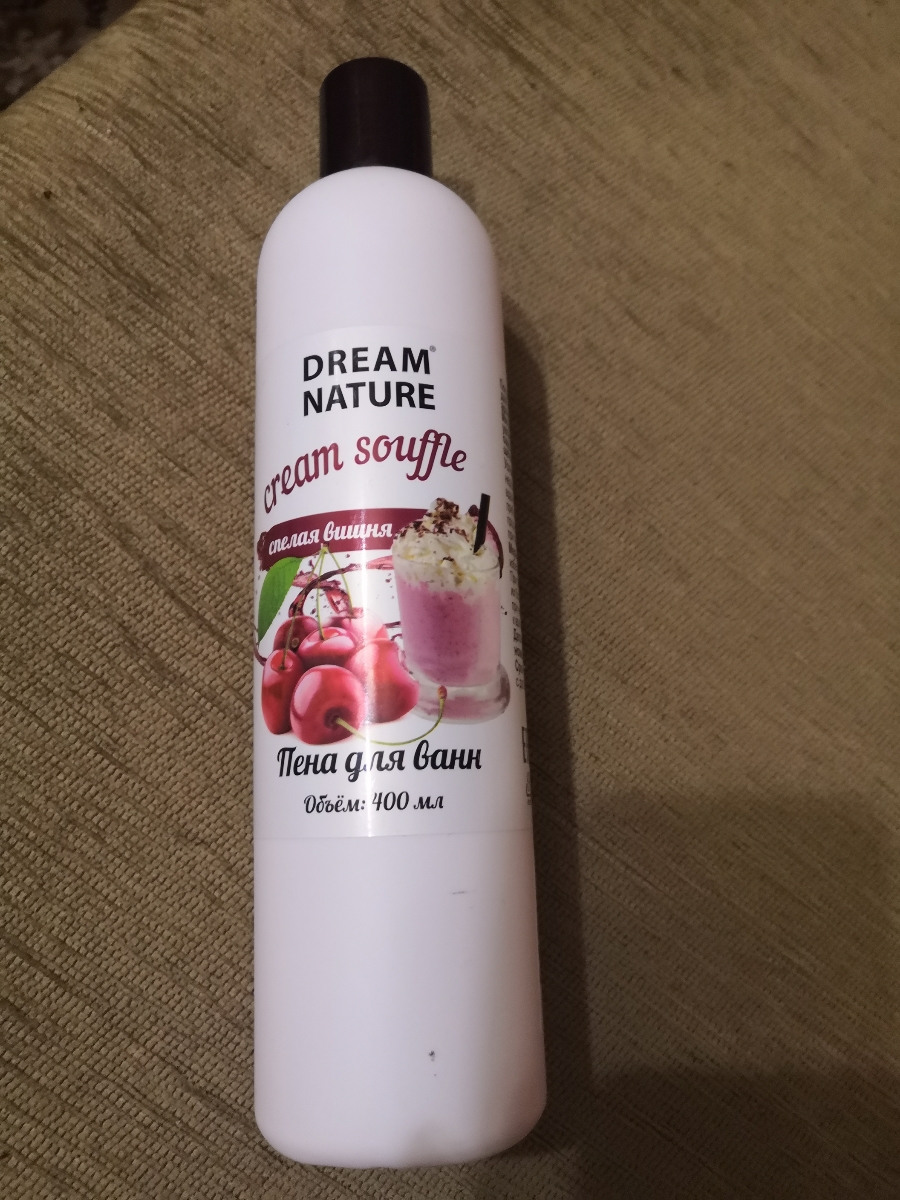 DREAM®
NATURE
cream souffle
спелая вишня
Пена для ванн
Объём: 400 мл